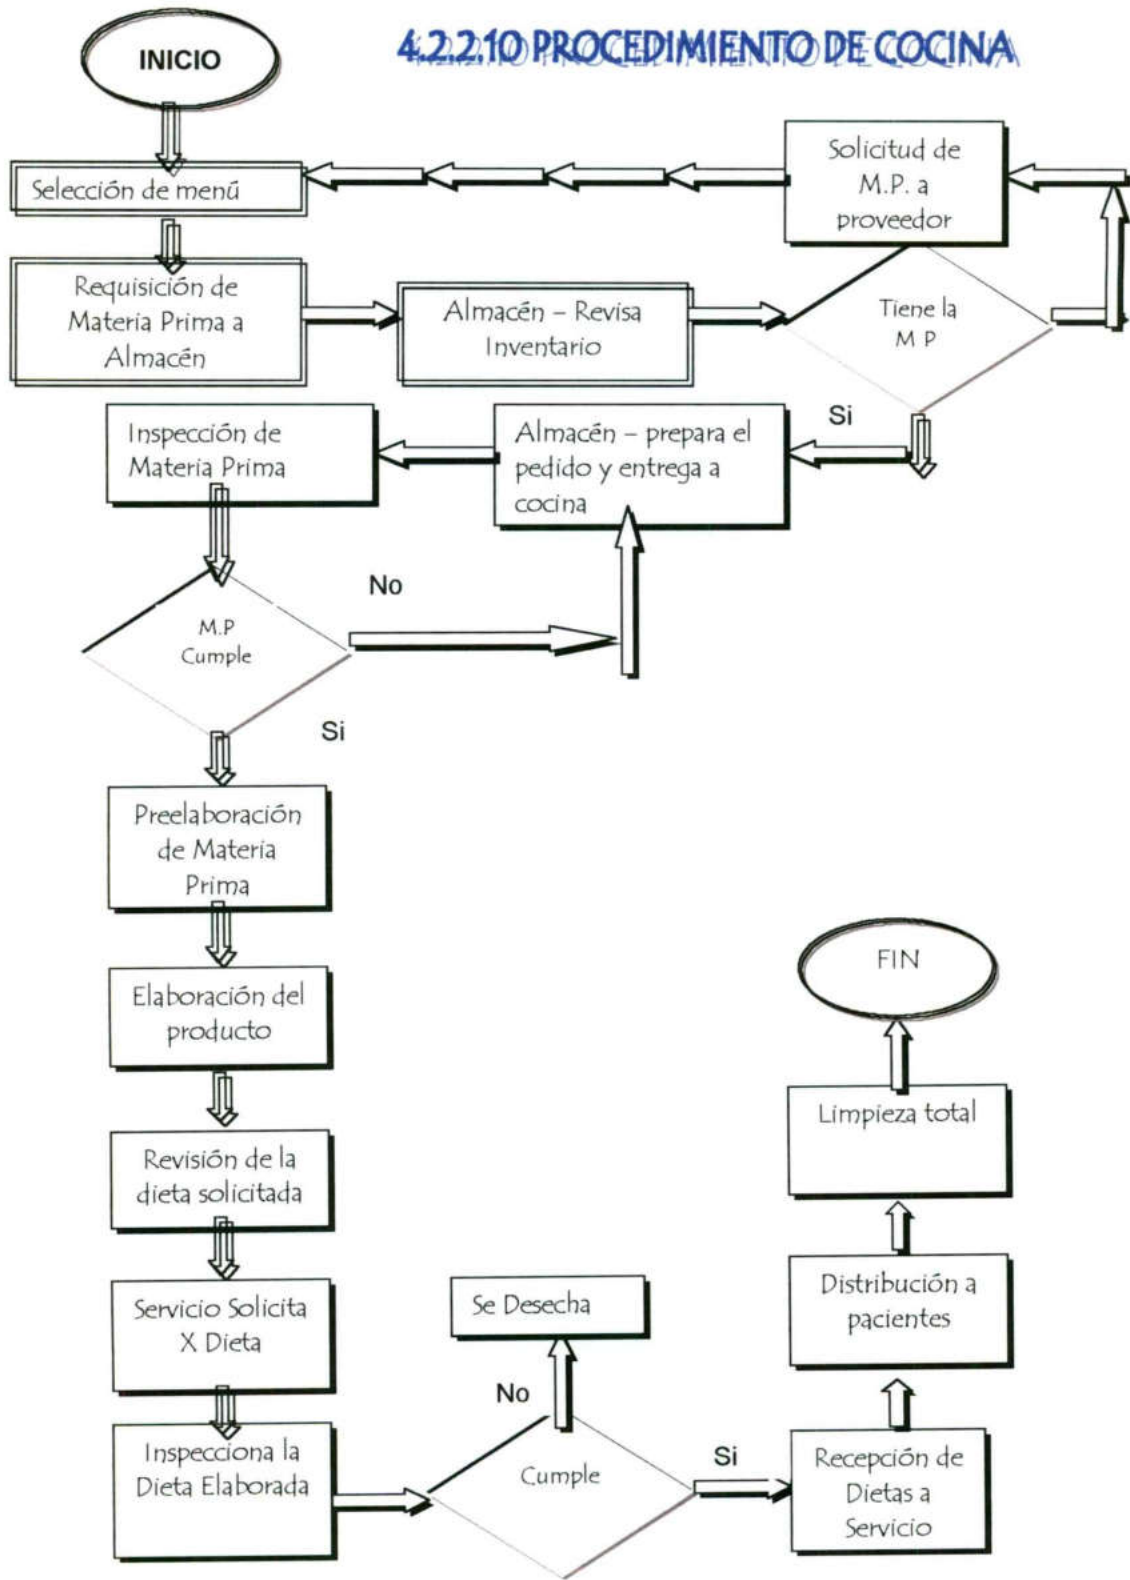 4.2.2.10 PROCEDIMIENTO DE COCINA
INICIO
Selección de menú
Solicitud de
M.P. a
proveedor
Requisición de
Materia Prima a
Almacén
Almacén – Revisa
Inventario
Tiene la
M P
Si
Almacén – prepara el
pedido y entrega a
cocina
Inspección de
Materia Prima
No
M.P
Cumple
Si
Preelaboración
de Materia
Prima
Elaboración del
producto
Revisión de la
dieta solicitada
Servicio Solicita
X Dieta
Inspecciona la
Dieta Elaborada
Cumple
No
Se Desecha
Si
Recepción de
Dietas a
Servicio
Distribución a
pacientes
Limpieza total
FIN